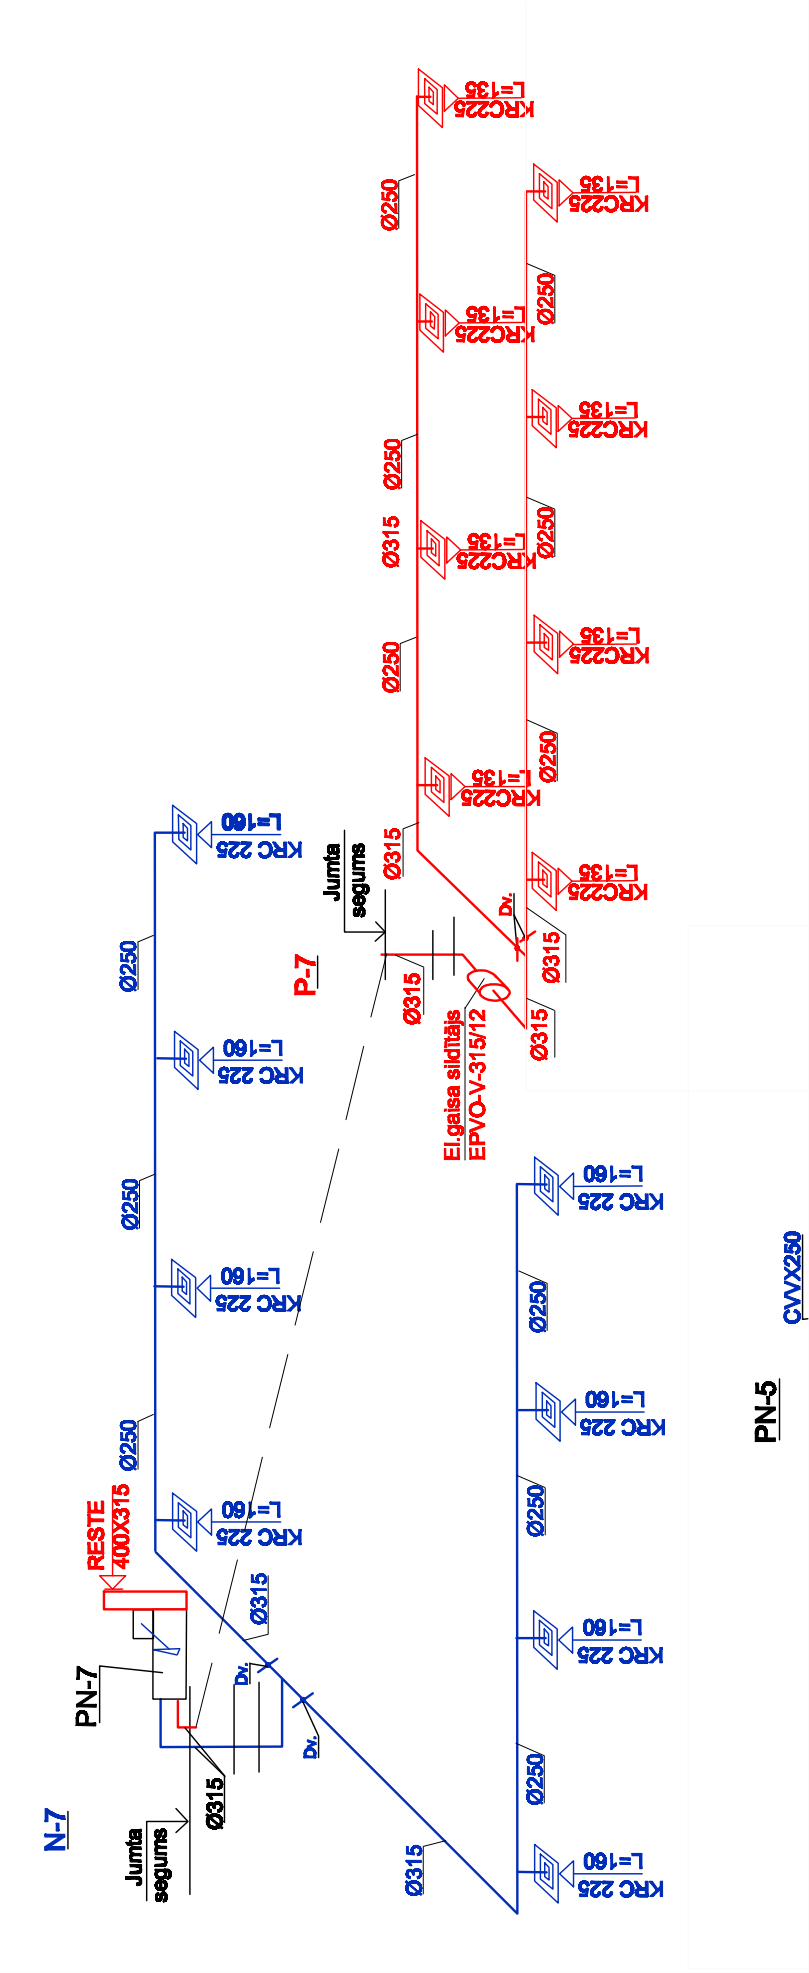 L=135
KRC225
Ø250
L=135
KRC225
Ø250
L=135
KRC225
L=135
KRC225
Ø250
Ø250
Ø315
L=135
KRC225
L=135
KRC225
Ø250
Ø250
L=135
KRC225
Ø250
L=135
KRC225
Ø315
Jumta
segums
P-7
Ø315
El.gaisa sildītājs
EPVO-V-315/12
Dv.
Ø315
Ø315
L=160
KRC 225
Ø250
L=160
KRC 225
Ø250
L=160
KRC 225
Ø250
L=160
KRC 225
RESTE
400X315
PN-7
Ø315
Dv.
Dv.
Ø315
N-7
Jumta
segums
Ø315
L=160
KRC 225
Ø250
L=160
KRC 225
Ø250
L=160
KRC 225
Ø250
L=160
KRC 225
CVVX250
PN-5